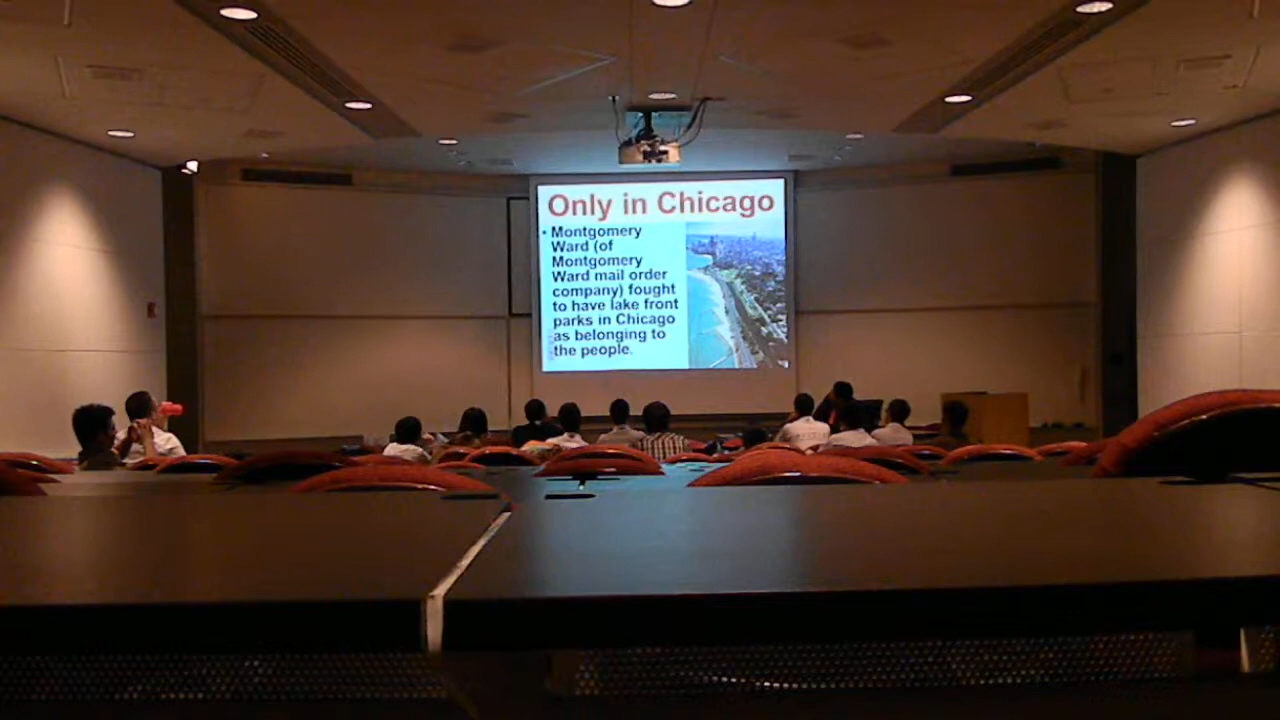 Only in Chicago
• Montgomery
Ward (of
Montgomery
Ward mail order
company) fought
to have lake front
parks in Chicago
as belonging to
the people.